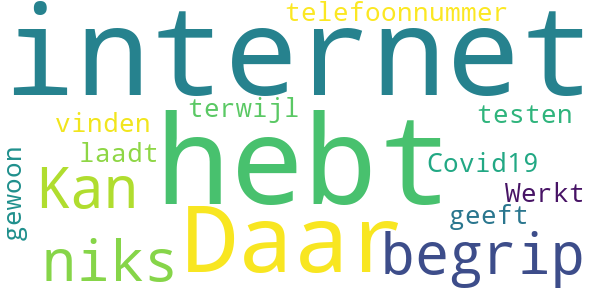 telefoonnummer
internet
terwijl
testen
vinden
hebt
laadt
Covid19
Kan
Werkt
gewoon
Daar
geeft
niks
begrip